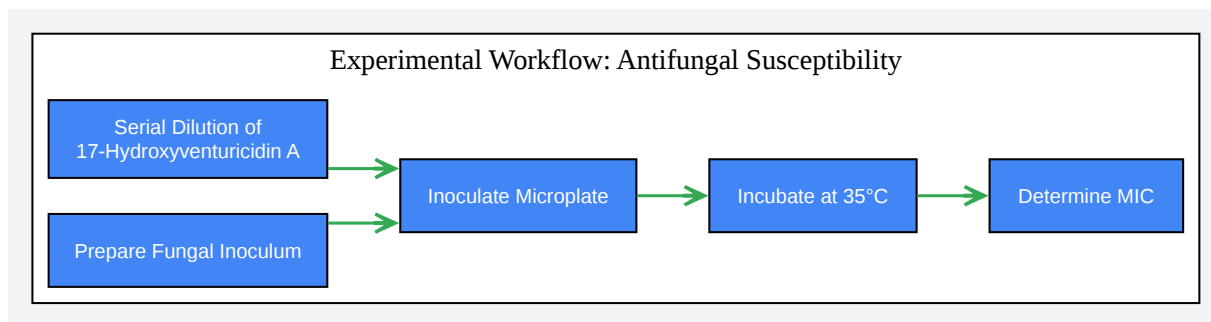 Experimental Workflow: Antifungal Susceptibility
Serial Dilution of
17-Hydroxyventuricidin A
Prepare Fungal Inoculum
Inoculate Microplate
Incubate at 35°C
Determine MIC